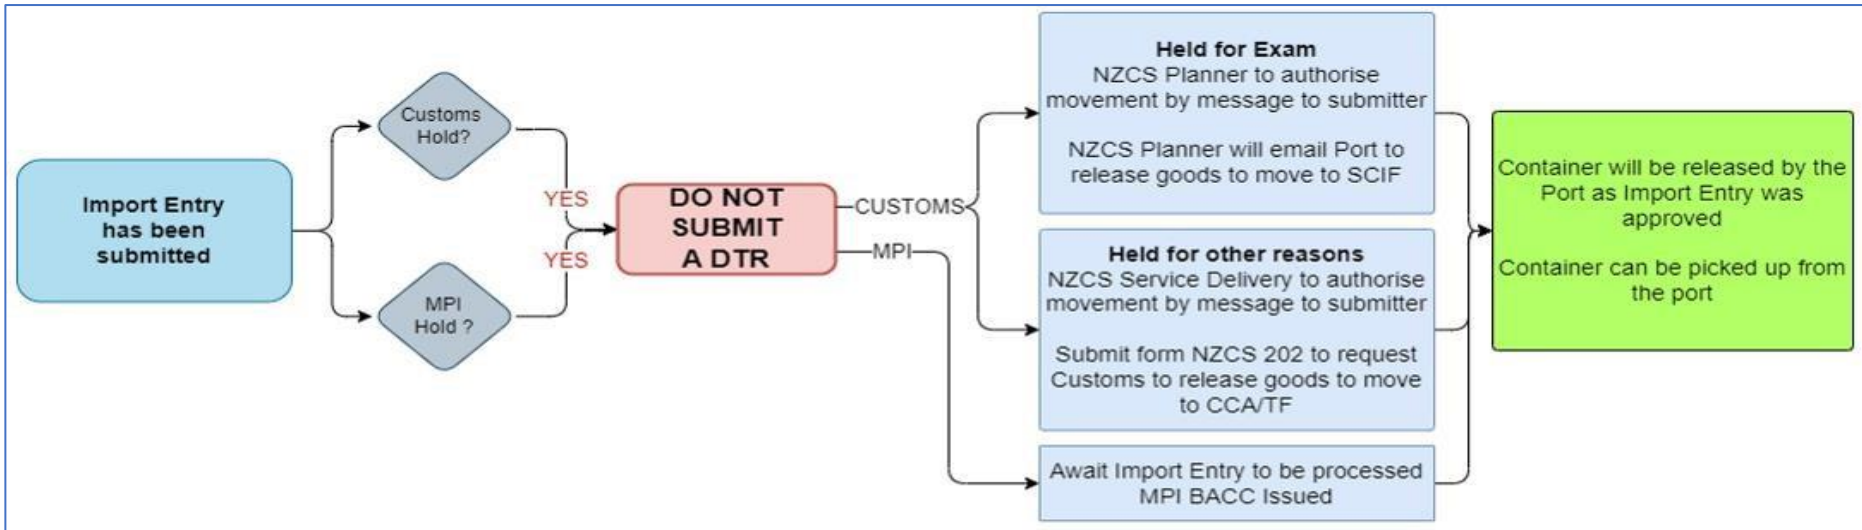 Import Entry
has been
submitted
Customs
Hold?
MPI
Hold ?
YES
YES
DO NOT
SUBMIT
A DTR
CUSTOMS
MPI
Held for Exam
NZCS Planner to authorise
movement by message to submitter
NZCS Planner will email Port to
release goods to move to SCIF
Held for other reasons
NZCS Service Delivery to authorise
movement by message to submitter
Submit form NZCS 202 to request
Customs to release goods to move
to CCA/TF
Await Import Entry to be processed
MPI BACC Issued
Container will be released by the
Port as Import Entry was
approved
Container can be picked up from
the port